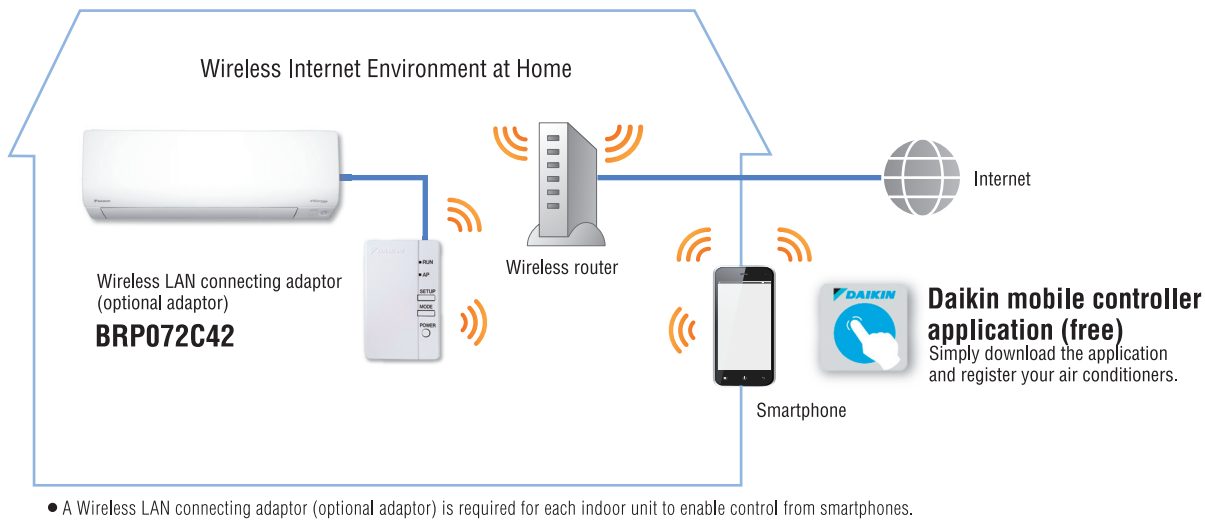 Wireless Internet Environment at Home
DAIKIN
Wireless LAN connecting adaptor
(optional adaptor)
BRP072C42
DAIKIN
RUN
AP
SETUP
MODE
POWER
Wireless router
Internet
Smartphone
DAIKIN
Daikin mobile controller
application (free)
Simply download the application
and register your air conditioners.
● A Wireless LAN connecting adaptor (optional adaptor) is required for each indoor unit to enable control from smartphones.